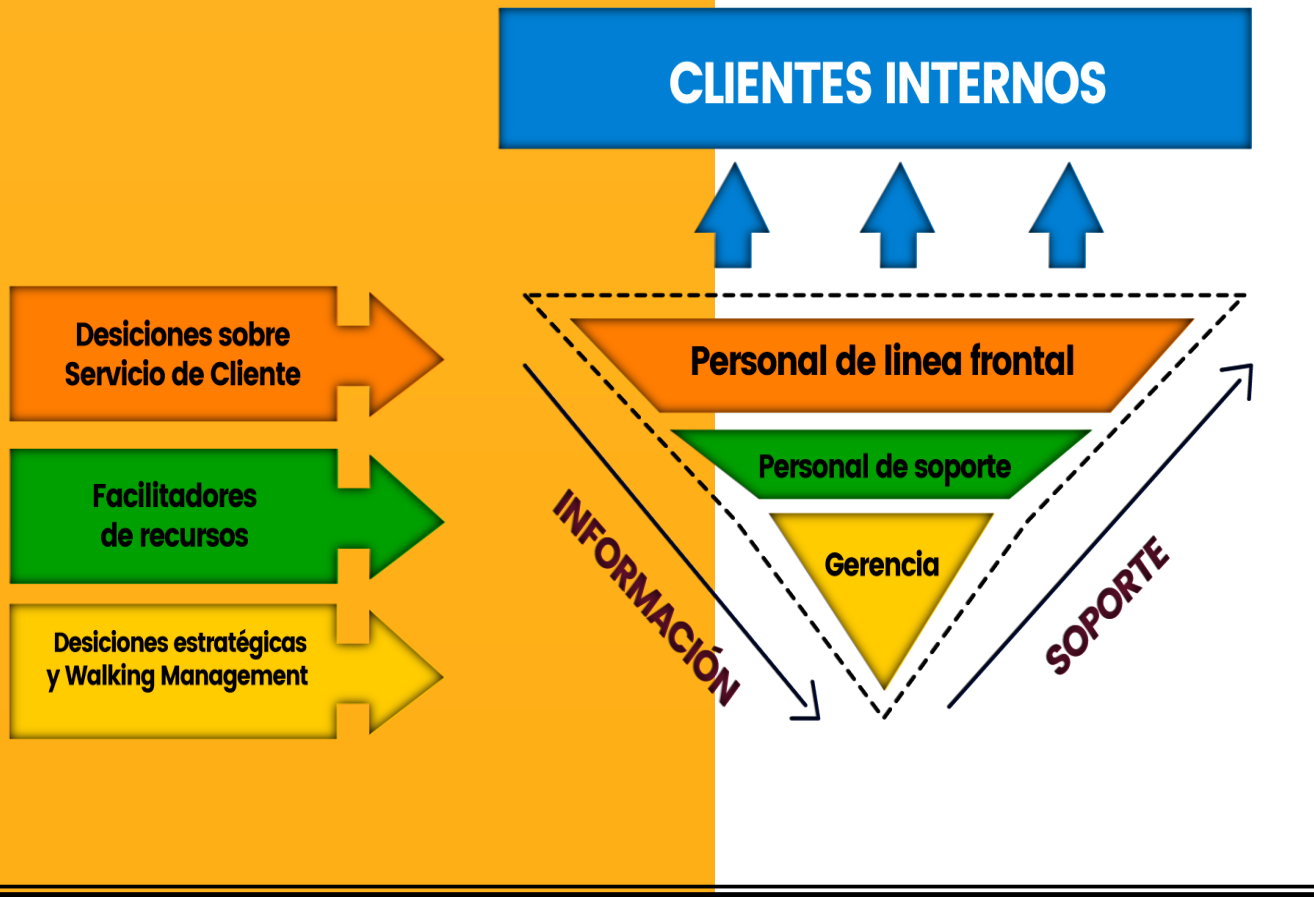 CLIENTES INTERNOS
Desiciones sobre
Servicio de Cliente
Personal de linea frontal
Facilitadores
de recursos
Personal de soporte
Desiciones estratégicas
y Walking Management
Gerencia
INFORMACIÓN
SOPORTE